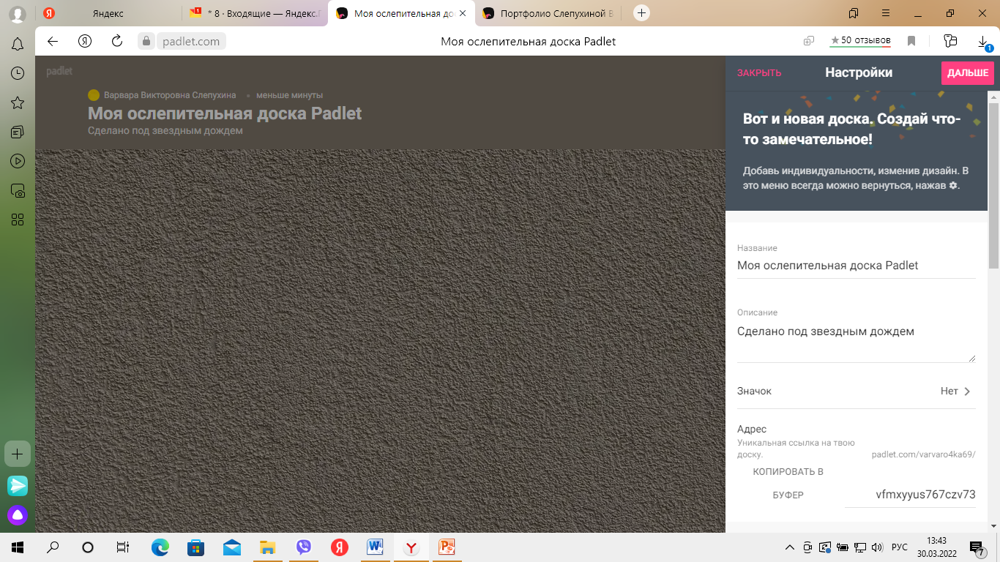 Яндекс
* 8 · Входящие — Яндекс.П
Моя ослепительная до
Портфолио Слепухиной В
padlet.com
Моя ослепительная доска Padlet
50 отзывов
1
padlet
Варвара Викторовна Слепухина • меньше минуты
Моя ослепительная доска Padlet
Сделано под звездным дождем
ЗАКРЫТЬ
Настройки
ДАЛЬШЕ
Вот и новая доска. Создай что-
то замечательное!
Добавь индивидуальности, изменив дизайн. В
это меню всегда можно вернуться, нажав .
Название
Моя ослепительная доска Padlet
Описание
Сделано под звездным дождем
Значок
Нет
Адрес
Уникальная ссылка на твою
доску.
padlet.com/varvaro4ka69/
КОПИРОВАТЬ В
БУФЕР
vfmxyyus767czv73
РУС
13:43
30.03.2022
7